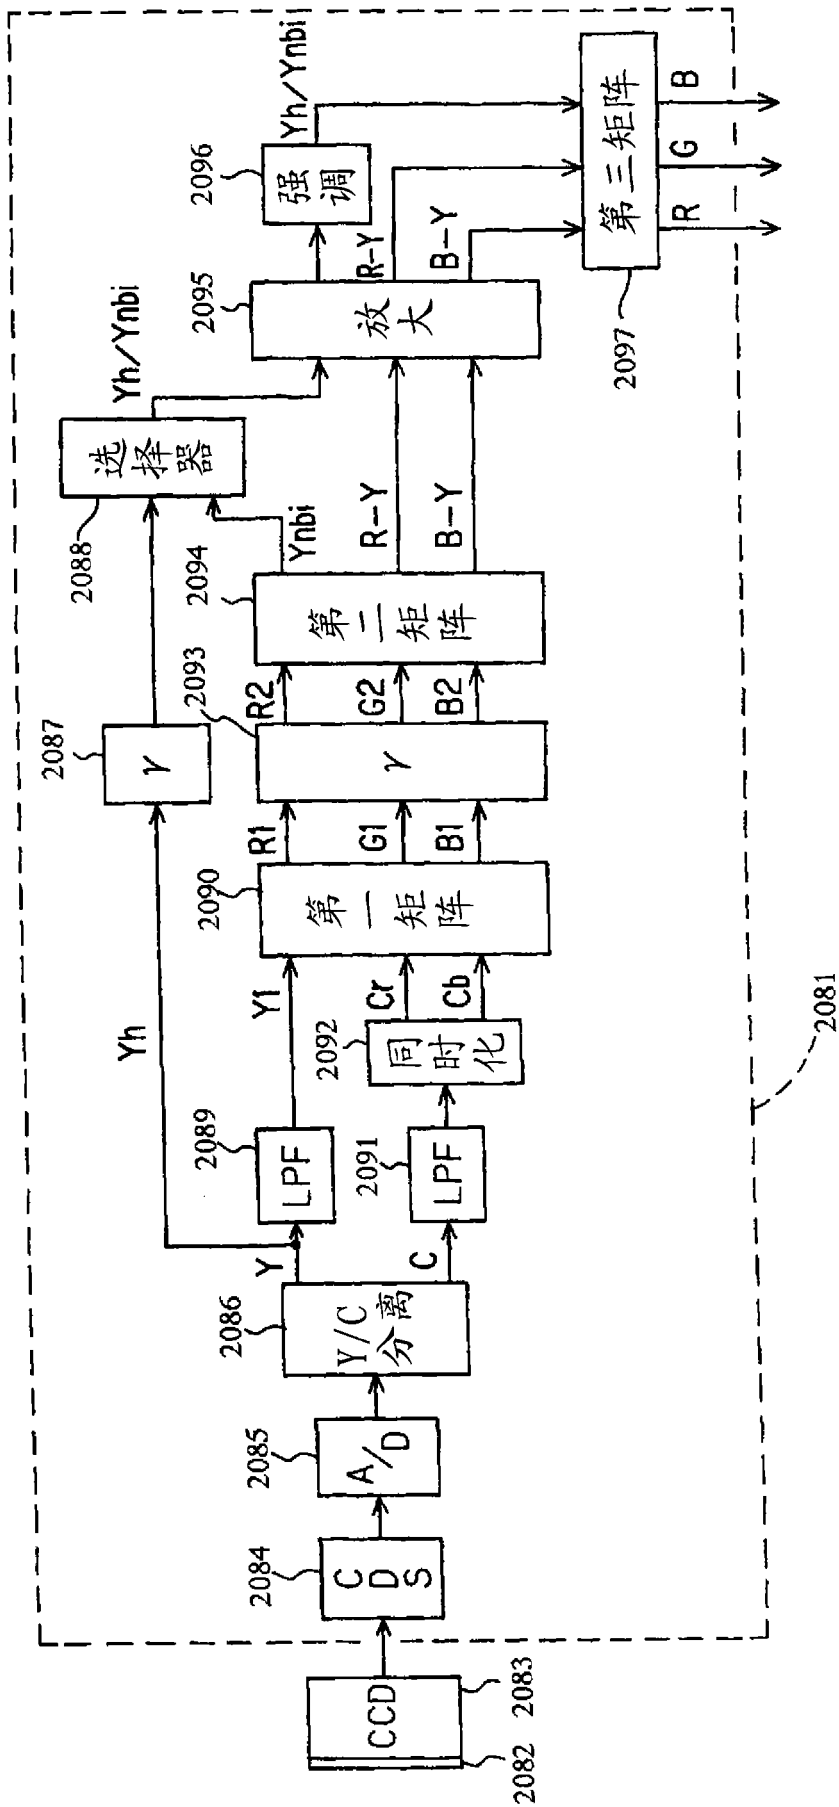 CCD
2082
2083
CDS
2084
A/D
2085
Y/C
分离
2086
Y
C
Yh
LPF
2089
LPF
2091
Y1
同时化
2092
Cr
Cb
第一矩阵
2090
R1
G1
B1
γ
2087
γ
2093
R2
G2
B2
第二矩阵
2094
Ynbi
R-Y
B-Y
选择器
2088
Yh/Ynbi
放大
2095
R-Y
B-Y
强调
2096
Yh/Ynbi
第三矩阵
2097
R
G
B
2081